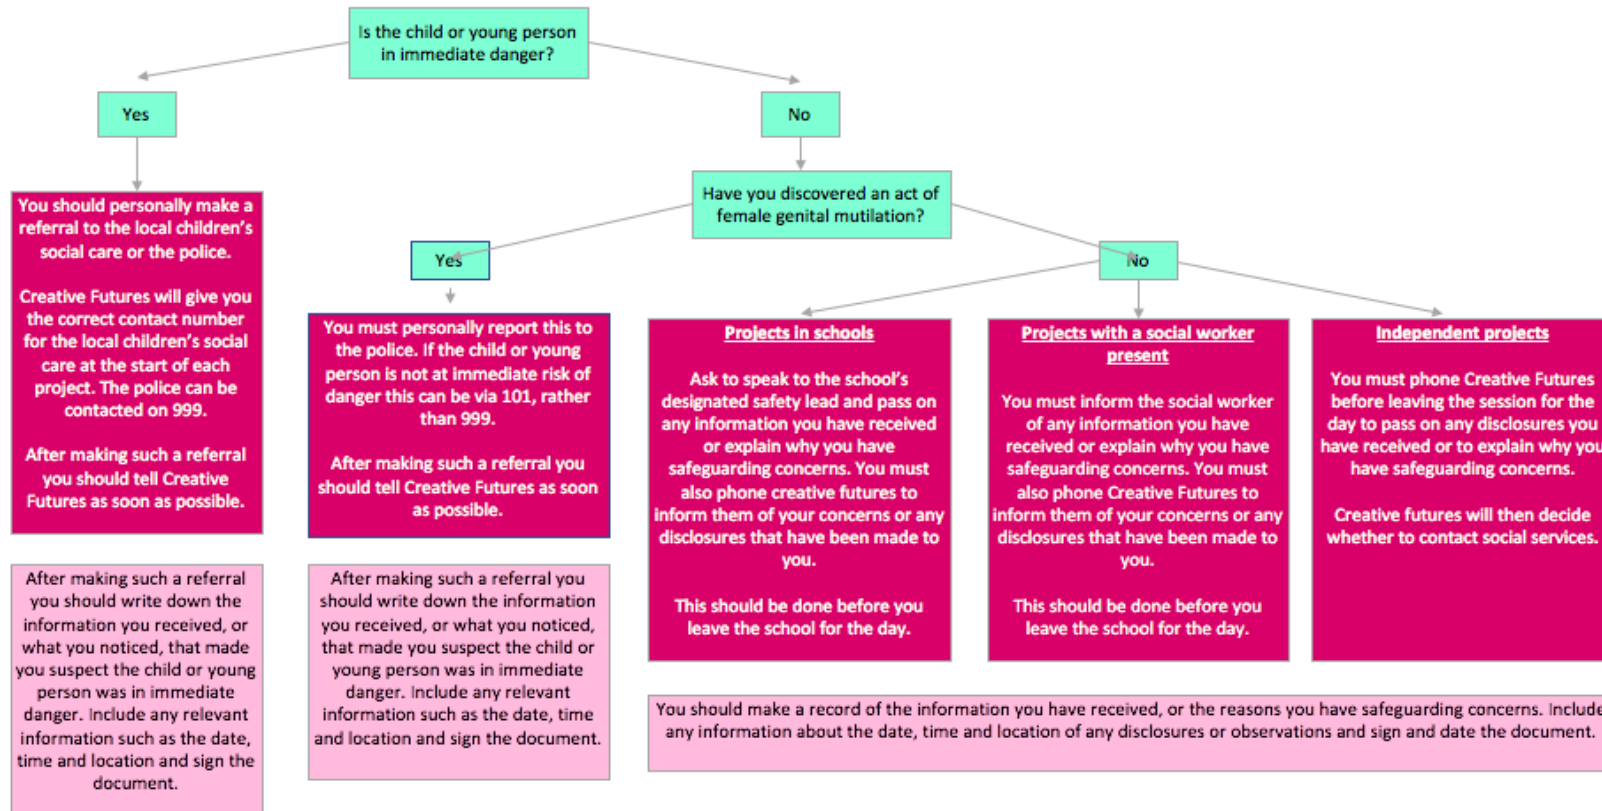 Is the child or young person
in immediate danger?
Yes
No
You should personally make a
referral to the local children's
social care or the police.
Creative Futures will give you
the correct contact number
for the local children's social
care at the start of each
project. The police can be
contacted on 999.
After making such a referral
you should tell Creative
Futures as soon as possible.
After making such a referral
you should write down the
information you received, or
what you noticed, that made
you suspect the child or young
person was in immediate
danger. Include any relevant
information such as the date,
time and location and sign the
document.
Have you discovered an act of
female genital mutilation?
Yes
No
You must personally report this to
the police. If the child or young
person is not at immediate risk of
danger this can be via 101, rather
than 999.
After making such a referral you
should tell Creative Futures as soon
as possible.
After making such a referral you
should write down the information
you received, or what you noticed,
that made you suspect the child or
young person was in immediate
danger. Include any relevant
information such as the date, time
and location and sign the document.
Projects in schools
Ask to speak to the school's
designated safety lead and pass on
any information you have received
or explain why you have
safeguarding concerns. You must
also phone creative futures to
inform them of your concerns or any
disclosures that have been made to
you.
This should be done before you
leave the school for the day.
Projects with a social worker
present
You must inform the social worker
of any information you have
received or explain why you have
safeguarding concerns. You must
also phone Creative Futures to
inform them of your concerns or any
disclosures that have been made to
you.
This should be done before you
leave the school for the day.
Independent projects
You must phone Creative Futures
before leaving the session for the
day to pass on any disclosures you
have received or to explain why you
have safeguarding concerns.
Creative futures will then decide
whether to contact social services.
You should make a record of the information you have received, or the reasons you have safeguarding concerns. Include
any information about the date, time and location of any disclosures or observations and sign and date the document.